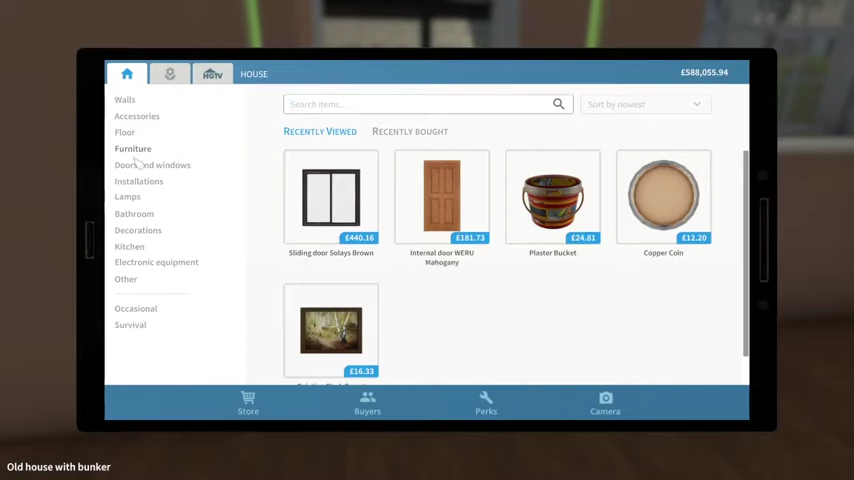 HGTV
HOUSE
£588,055.94
Walls
Accessories
Floor
Furniture
Doors and windows
Installations
Lamps
Bathroom
Decorations
Kitchen
Electronic equipment
Other
Occasional
Survival
Search items...
Sort by newest
RECENTLY VIEWED
RECENTLY BOUGHT
£440.16
£181.73
£24.81
£12.20
Sliding door Solays Brown
Internal door WERU
Mahogany
Plaster Bucket
Copper Coin
£16.33
Store
Buyers
Perks
Camera
Old house with bunker